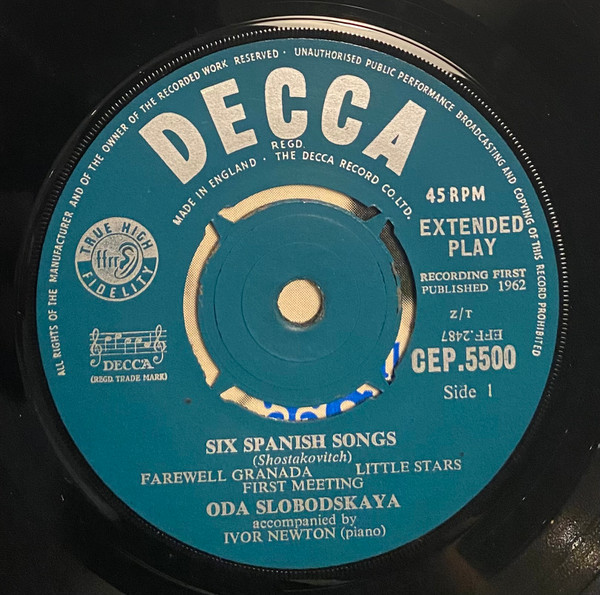 ALL RIGHTS OF THE MANUFACTURER AND OF THE OWNER OF THE RECORDED WORK RESERVED · UNAUTHORISED PUBLIC PERFORMANCE BROADCASTING AND COPYING OF THIS RECORD PROHIBITED
DECCA
REGD.
MADE IN ENGLAND · THE DECCA RECORD CO. LTD.
45 RPM
EXTENDED
PLAY
TRUE HIGH
ffrr
FIDELITY
RECORDING FIRST
PUBLISHED 1962
Z/T
EFF.2487
DECCA
(REGD. TRADE MARK)
CEP.5500
Side 1
SIX SPANISH SONGS
(Shostakovitch)
FAREWELL GRANADA LITTLE STARS
FIRST MEETING
ODA SLOBODSKAYA
accompanied by
IVOR NEWTON (piano)